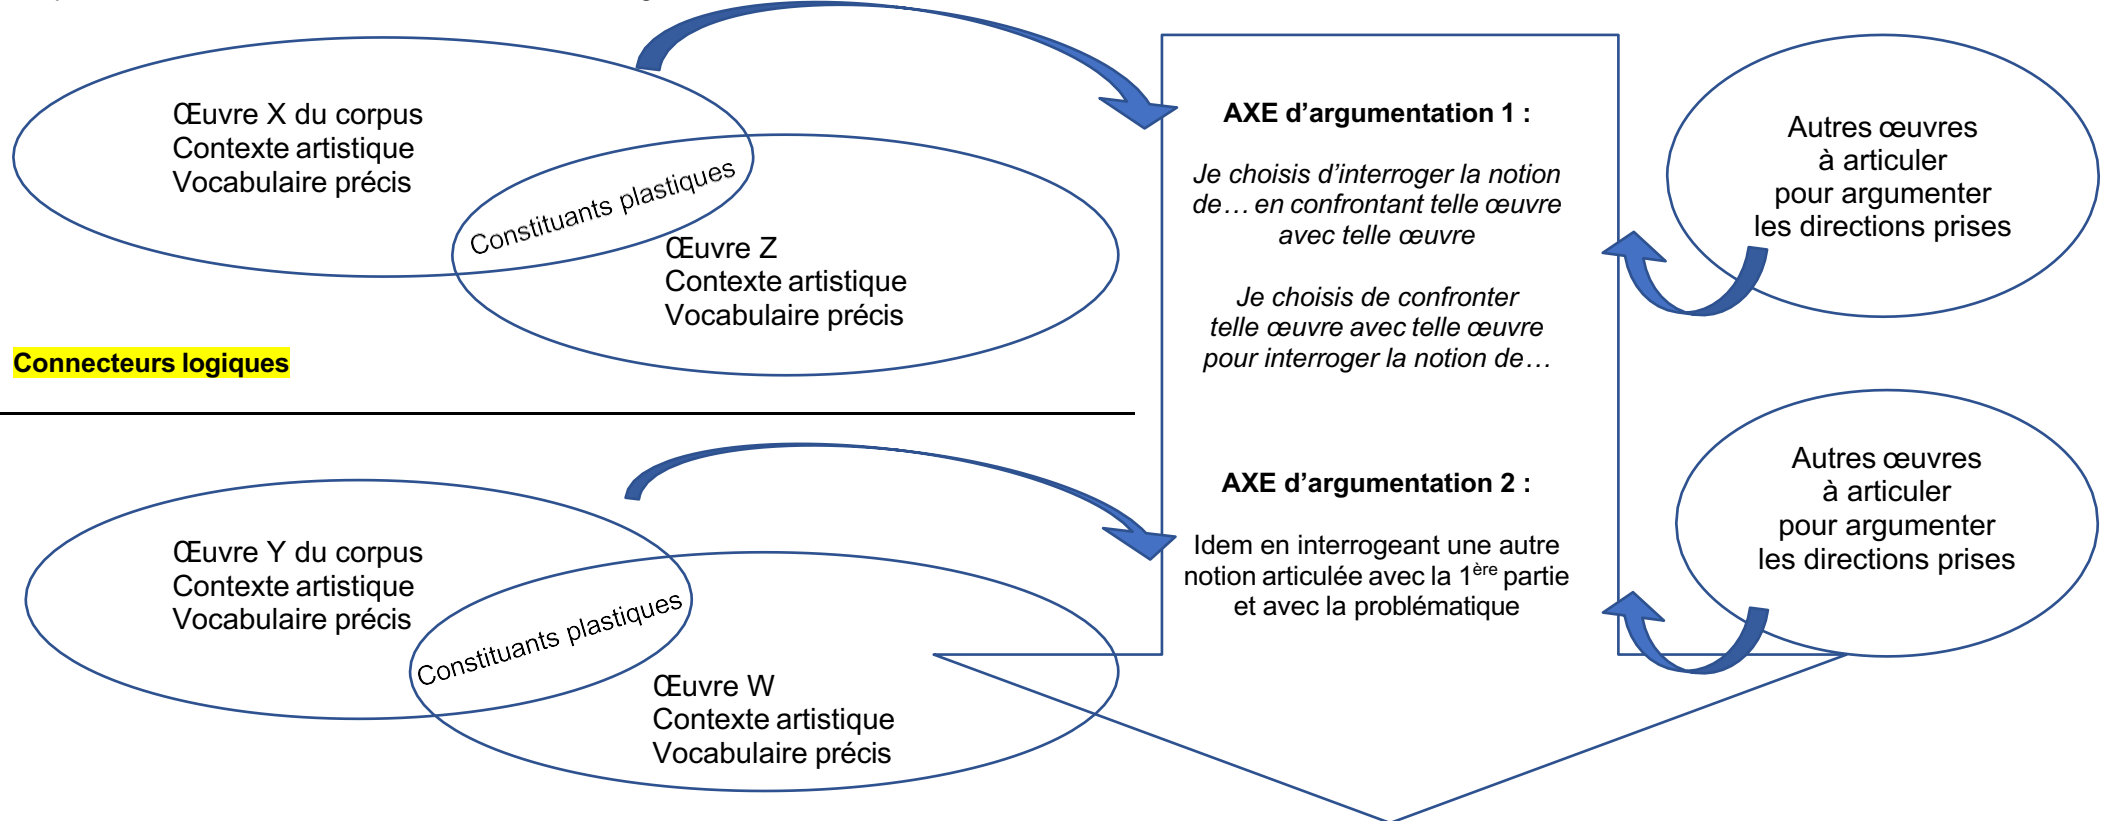 Œuvre X du corpus
Contexte artistique
Vocabulaire précis
Constituants plastiques
Œuvre Z
Contexte artistique
Vocabulaire précis
AXE d’argumentation 1 :
Je choisis d’interroger la notion
de… en confrontant telle œuvre
avec telle œuvre
Je choisis de confronter
telle œuvre avec telle œuvre
pour interroger la notion de…
Autres œuvres
à articuler
pour argumenter
les directions prises
Connecteurs logiques
Œuvre Y du corpus
Contexte artistique
Vocabulaire précis
Constituants plastiques
Œuvre W
Contexte artistique
Vocabulaire précis
AXE d’argumentation 2 :
Idem en interrogeant une autre
notion articulée avec la 1ère partie
et avec la problématique
Autres œuvres
à articuler
pour argumenter
les directions prises